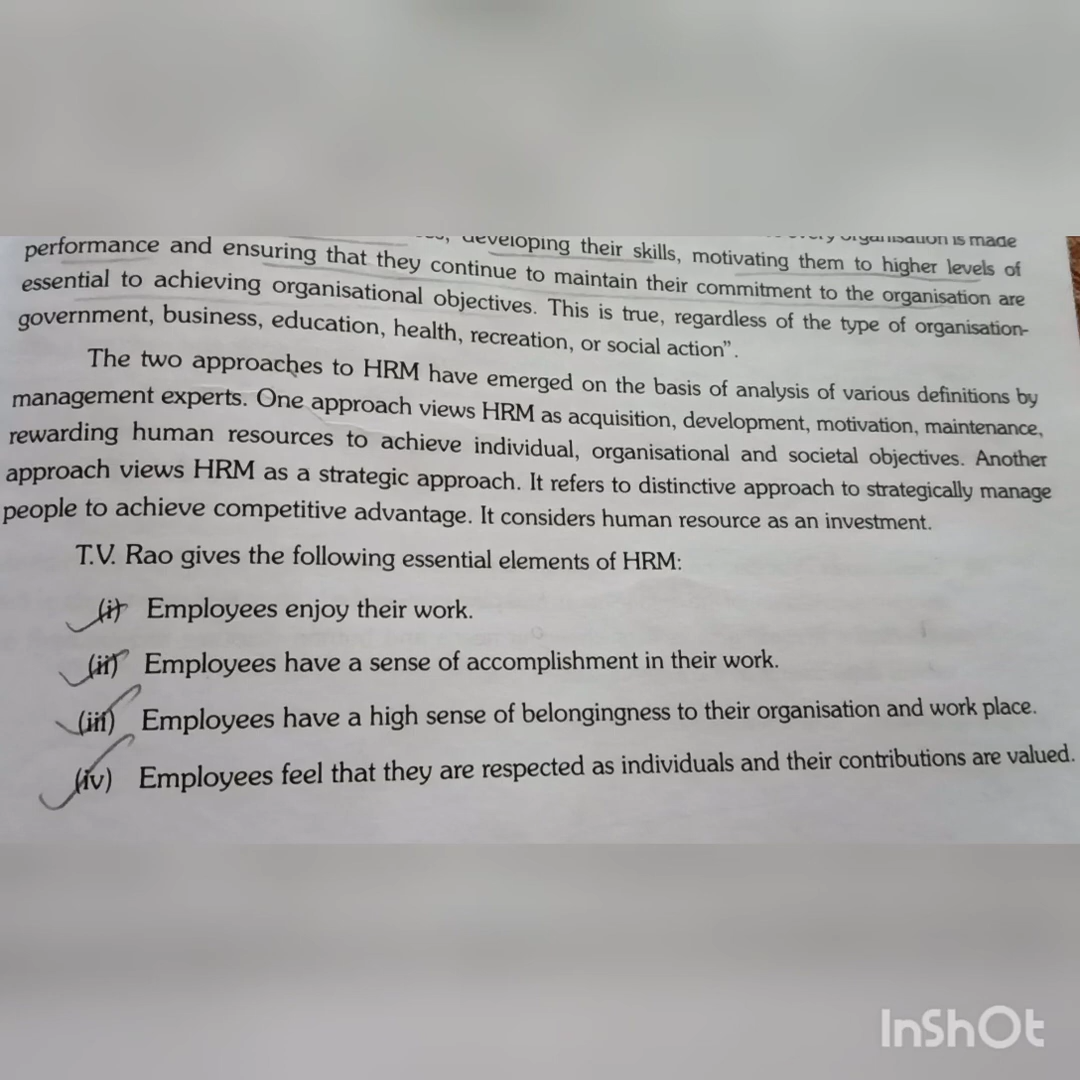 developing their skills, motivating them to higher levels of
organisation is made
performance and ensuring that they continue to maintain their commitment to the organisation are
essential to achieving organisational objectives. This is true, regardless of the type of organisation-
government, business, education, health, recreation, or social action".
The two approaches to HRM have emerged on the basis of analysis of various definitions by
management experts. One approach views HRM as acquisition, development, motivation, maintenance,
rewarding human resources to achieve individual, organisational and societal objectives. Another
approach views HRM as a strategic approach. It refers to distinctive approach to strategically manage
people to achieve competitive advantage. It considers human resource as an investment.
T.V. Rao gives the following essential elements of HRM:
(i) Employees enjoy their work.
(ii) Employees have a sense of accomplishment in their work.
(iii) Employees have a high sense of belongingness to their organisation and work place.
(iv) Employees feel that they are respected as individuals and their contributions are valued.
InShOt